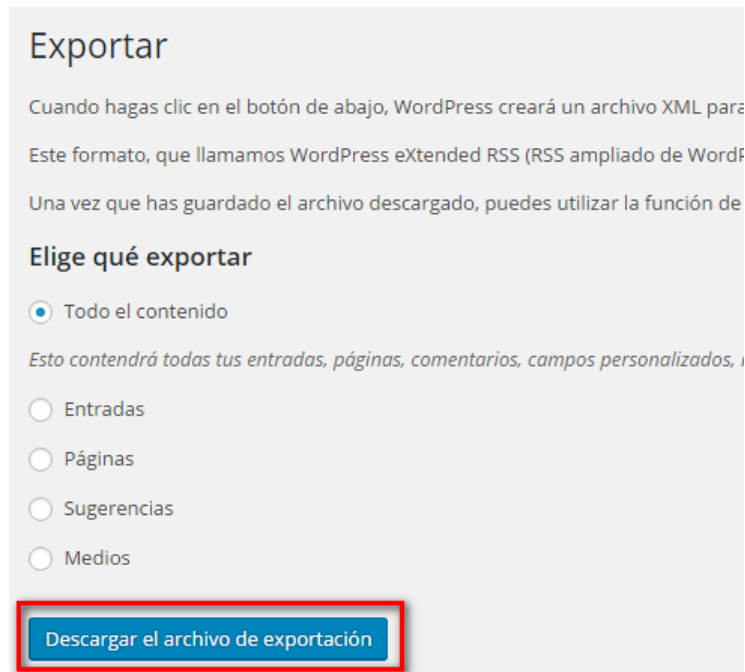 Exportar
Cuando hagas clic en el botón de abajo, WordPress creará un archivo XML para
Este formato, que llamamos WordPress eXtended RSS (RSS ampliado de WordP
Una vez que has guardado el archivo descargado, puedes utilizar la función de
Elige qué exportar
Todo el contenido
Esto contendrá todas tus entradas, páginas, comentarios, campos personalizados,
Entradas
Páginas
Sugerencias
Medios
Descargar el archivo de exportación